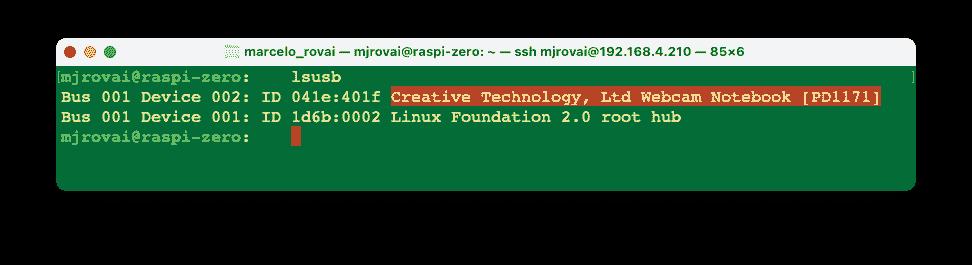 marcelo_rovai — mjrovai@raspi-zero: ~ — ssh mjrovai@192.168.4.210 — 85×6
[mjrovai@raspi-zero: lsusb ]
Bus 001 Device 002: ID 041e:401f Creative Technology, Ltd Webcam Notebook [PD1171]
Bus 001 Device 001: ID 1d6b:0002 Linux Foundation 2.0 root hub
mjrovai@raspi-zero: